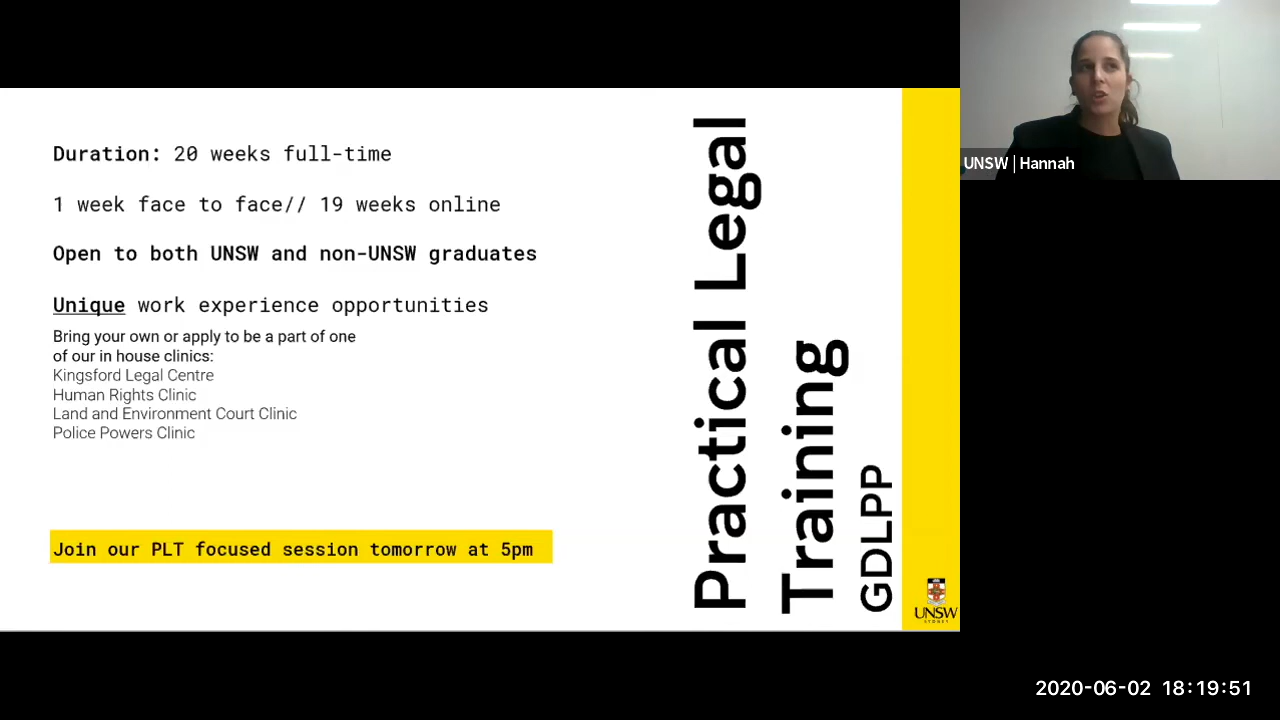 Duration: 20 weeks full-time
1 week face to face// 19 weeks online
Open to both UNSW and non-UNSW graduates
Unique work experience opportunities
Bring your own or apply to be a part of one
of our in house clinics:
Kingsford Legal Centre
Human Rights Clinic
Land and Environment Court Clinic
Police Powers Clinic
Join our PLT focused session tomorrow at 5pm
Practical Legal
Training
GDLPP
UNSW
SYDNEY
UNSW | Hannah
2020-06-02 18:19:51